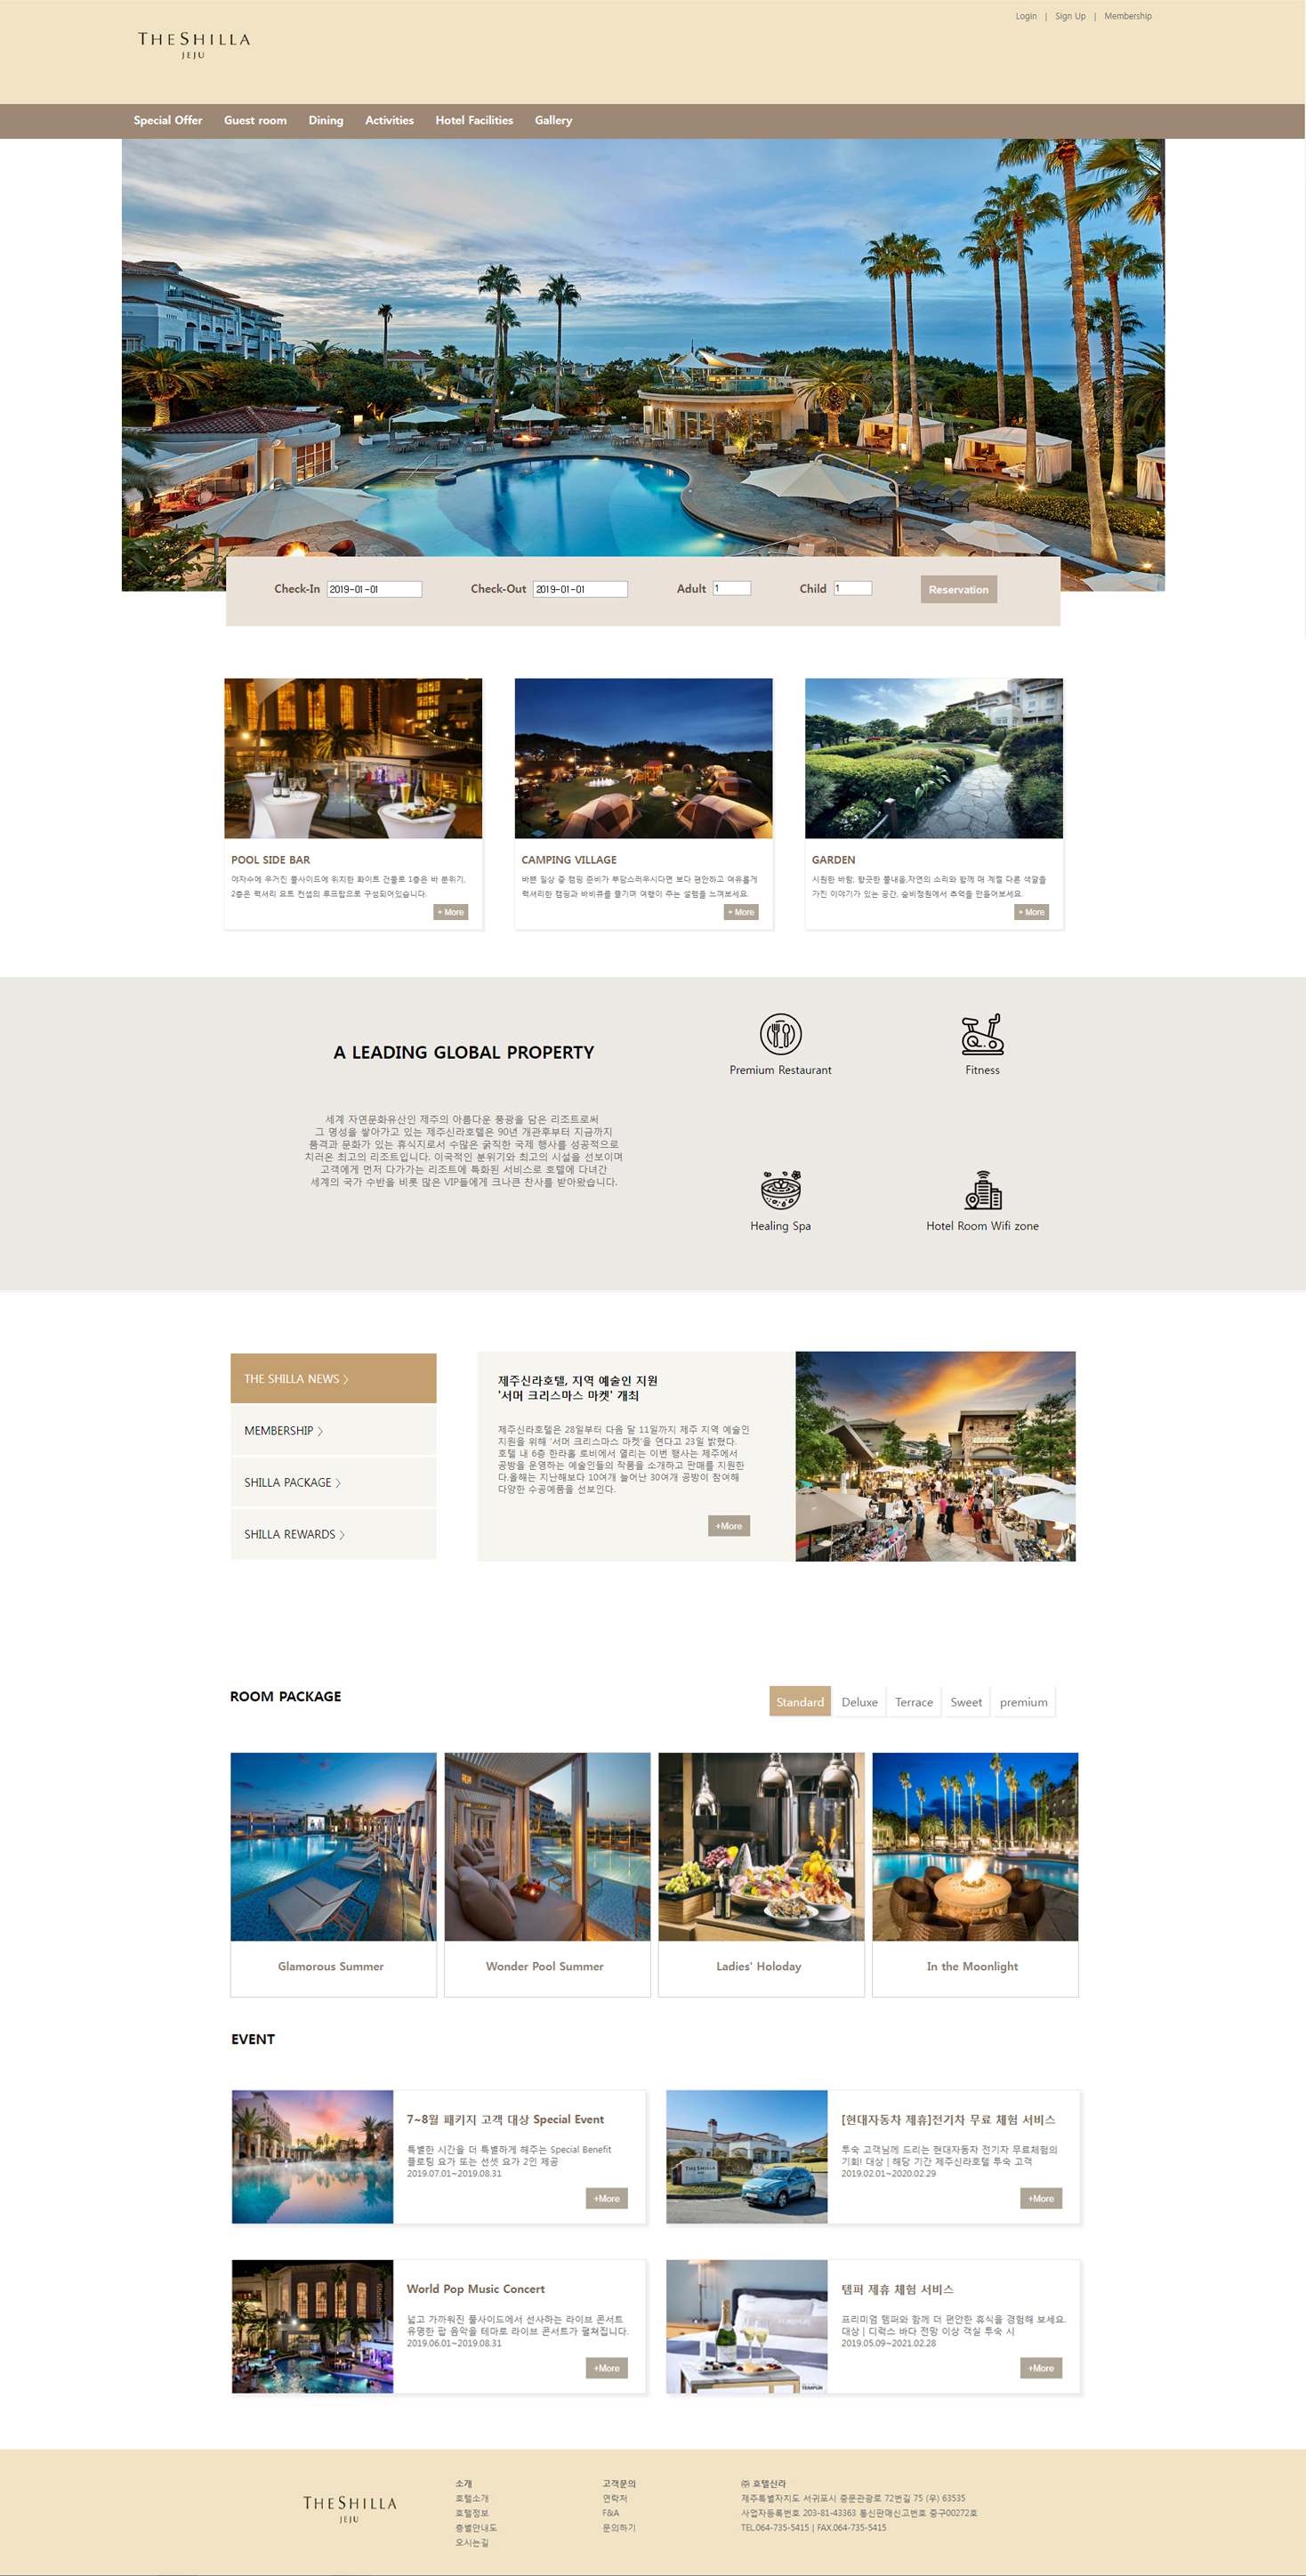 Login | Sign Up | Membership
THE SHILLA
JEJU
Special Offer Guest room Dining Activities Hotel Facilities Gallery
Check-In 2019-01-01 Check-Out 2019-01-01 Adult 1 Child 1 Reservation
POOL SIDE BAR
야자수에 우거진 풀사이드에 위치한 화이트 건물로 1층은 바 분위기,
2층은 럭셔리 요트 컨셉의 루프탑으로 구성되어있습니다.
+ More
CAMPING VILLAGE
바쁜 일상 중 캠핑 준비가 부담스러우시다면 보다 편안하고 여유롭게
럭셔리한 캠핑과 바비큐를 즐기며 여행이 주는 설렘을 느껴보세요.
+ More
GARDEN
시원한 바람, 향긋한 풀내음,자연의 소리와 함께 매 계절 다른 색깔을
가진 이야기가 있는 공간, 숨비정원에서 추억을 만들어보세요.
+ More
A LEADING GLOBAL PROPERTY
세계 자연문화유산인 제주의 아름다운 풍광을 담은 리조트로써
그 명성을 쌓아가고 있는 제주신라호텔은 90년 개관후부터 지금까지
품격과 문화가 있는 휴식지로서 수많은 굵직한 국제 행사를 성공적으로
치러온 최고의 리조트입니다. 이국적인 분위기와 최고의 시설을 선보이며
고객에게 먼저 다가가는 리조트에 특화된 서비스로 호텔에 다녀간
세계의 국가 수반을 비롯 많은 VIP들에게 크나큰 찬사를 받아왔습니다.
Premium Restaurant
Fitness
Healing Spa
Hotel Room Wifi zone
THE SHILLA NEWS 〉
MEMBERSHIP 〉
SHILLA PACKAGE 〉
SHILLA REWARDS 〉
제주신라호텔, 지역 예술인 지원
'서머 크리스마스 마켓' 개최
제주신라호텔은 28일부터 다음 달 11일까지 제주 지역 예술인
지원을 위해 '서머 크리스마스 마켓'을 연다고 23일 밝혔다.
호텔 내 6층 한라홀 로비에서 열리는 이번 행사는 제주에서
공방을 운영하는 예술인들의 작품을 소개하고 판매를 지원한
다.올해는 지난해보다 10여개 늘어난 30여개 공방이 참여해
다양한 수공예품을 선보인다.
+More
ROOM PACKAGE
Standard Deluxe Terrace Sweet premium
Glamorous Summer
Wonder Pool Summer
Ladies' Holoday
In the Moonlight
EVENT
7~8월 패키지 고객 대상 Special Event
특별한 시간을 더 특별하게 해주는 Special Benefit
플로팅 요가 또는 선셋 요가 2인 제공
2019.07.01~2019.08.31
+More
THE SHILLA
[현대자동차 제휴]전기차 무료 체험 서비스
투숙 고객님께 드리는 현대자동차 전기자 무료체험의
기회! 대상 | 해당 기간 제주신라호텔 투숙 고객
2019.02.01~2020.02.29
+More
World Pop Music Concert
넓고 가까워진 풀사이드에서 선사하는 라이브 콘서트
유명한 팝 음악을 테마로 라이브 콘서트가 펼쳐집니다.
2019.06.01~2019.08.31
+More
TEMPUR
템퍼 제휴 체험 서비스
프리미엄 템퍼와 함께 더 편안한 휴식을 경험해 보세요.
대상 | 디럭스 바다 전망 이상 객실 투숙 시
2019.05.09~2021.02.28
+More
THE SHILLA
JEJU
소개
호텔소개
호텔정보
층별안내도
오시는길
고객문의
연락처
F&A
문의하기
㈜ 호텔신라
제주특별자치도 서귀포시 중문관광로 72번길 75 (우) 63535
사업자등록번호 203-81-43363 통신판매신고번호 중구00272호
TEL.064-735-5415 | FAX.064-735-5415